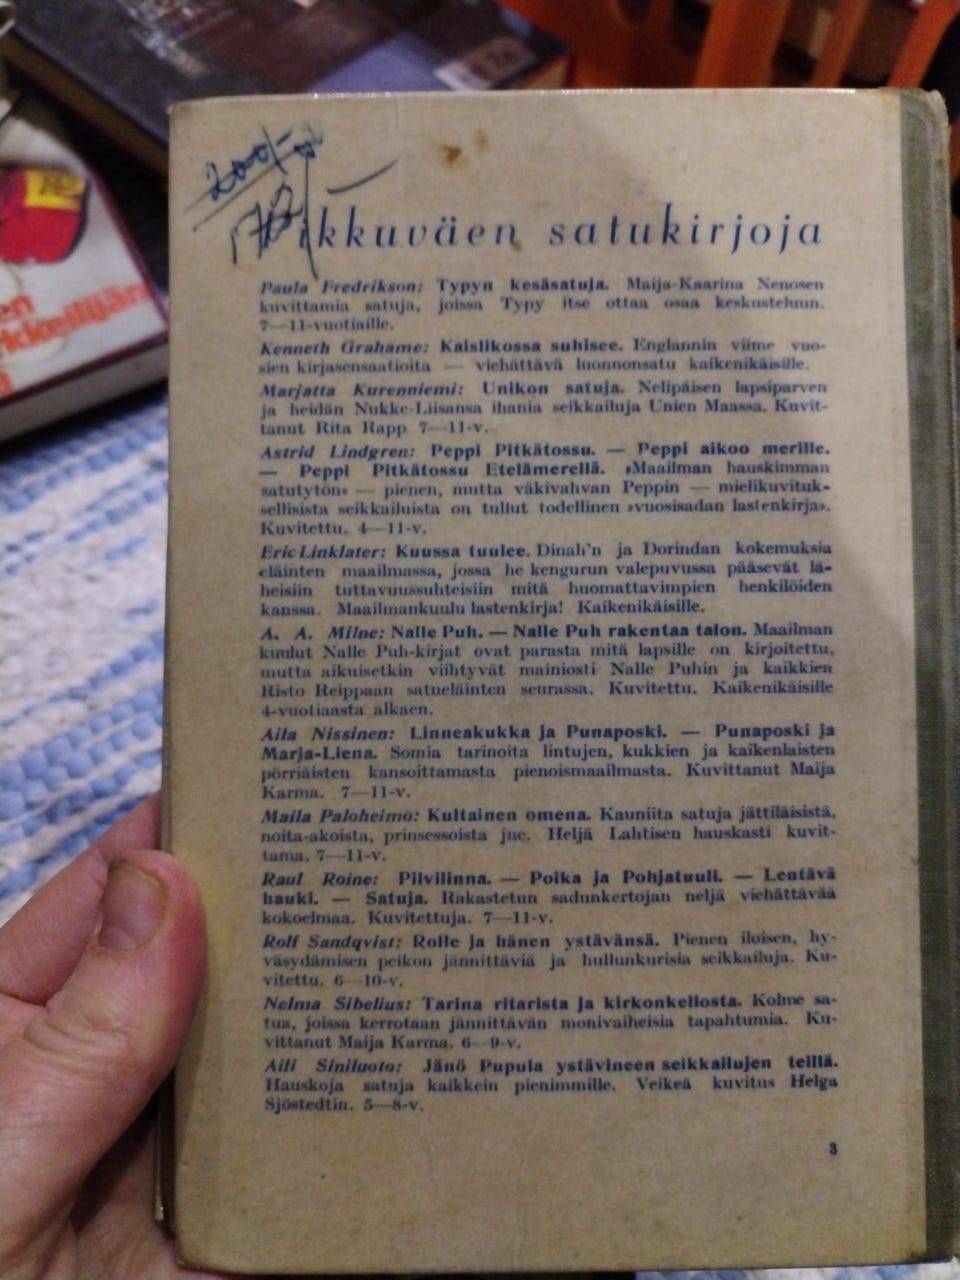 200/-
Pikkuväen satukirjoja
Paula Fredrikson: Typyn kesäsatuja. Maija-Kaarina Nenosen
kuvittamia satuja, joissa Typy itse ottaa osaa keskusteluun.
7—11-vuotiaille.
Kenneth Grahame: Kaislikossa suhisee. Englannin viime vuo-
sien kirjasensaatioita — viehättävä luonnonsatu kaikenikäisille.
Marjatta Kurenniemi: Unikon satuja. Nelipäisen lapsiparven
ja heidän Nukke-Liisansa ihania seikkailuja Unien Maassa. Kuvit-
tanut Rita Rapp 7—11-v.
Astrid Lindgren: Peppi Pitkätossu. — Peppi aikoo merille.
— Peppi Pitkätossu Etelämerellä. »Maailman hauskimman
satutytön» — pienen, mutta väkivahvan Peppin — mielikuvituk-
sellisista seikkailuista on tullut todellinen »vuosisadan lastenkirja».
Kuvitettu. 4—11-v.
Eric Linklater: Kuussa tuulee. Dinah'n ja Dorindan kokemuksia
eläinten maailmassa, jossa he kengurun valepuvussa pääsevät lä-
heisiin tuttavuussuhteisiin mitä huomattavimpien henkilöiden
kanssa. Maailmankuulu lastenkirja! Kaikenikäisille.
A. A. Milne: Nalle Puh. — Nalle Puh rakentaa talon. Maailman
kuulut Nalle Puh-kirjat ovat parasta mitä lapsille on kirjoitettu,
mutta aikuisetkin viihtyvät mainiosti Nalle Puhin ja kaikkien
Risto Reippaan satueläinten seurassa. Kuvitettu. Kaikenikäisille
4-vuotiaasta alkaen.
Aila Nissinen: Linneakukka ja Punaposki. — Punaposki ja
Marja-Liena. Somia tarinoita lintujen, kukkien ja kaikenlaisten
pörriäisten kansoittamasta pienoismaailmasta. Kuvittanut Maija
Karma. 7—11-v.
Maila Paloheimo: Kultainen omena. Kauniita satuja jättiläisistä,
noita-akoista, prinsessoista jne. Heljä Lahtisen hauskasti kuvit-
tama. 7—11-v.
Raul Roine: Pilvilinna. — Poika ja Pohjatuuli. — Lentävä
hauki. — Satuja. Rakastetun sadunkertojan neljä viehättävää
kokoelmaa. Kuvitettuja. 7—11-v.
Rolf Sandqvist: Rolle ja hänen ystävänsä. Pienen iloisen, hy-
väsydämisen peikon jännittäviä ja hullunkurisia seikkailuja. Ku-
vitettu. 6—10-v.
Nelma Sibelius: Tarina ritarista ja kirkonkellosta. Kolme sa-
tua, joissa kerrotaan jännittävän monivaiheisia tapahtumia. Ku-
vittanut Maija Karma. 6—9-v.
Aili Siniluoto: Jänö Pupula ystävineen seikkailujen teillä.
Hauskoja satuja kaikkein pienimmille. Veikeä kuvitus Helga
Sjöstedtin. 5—8-v.
3